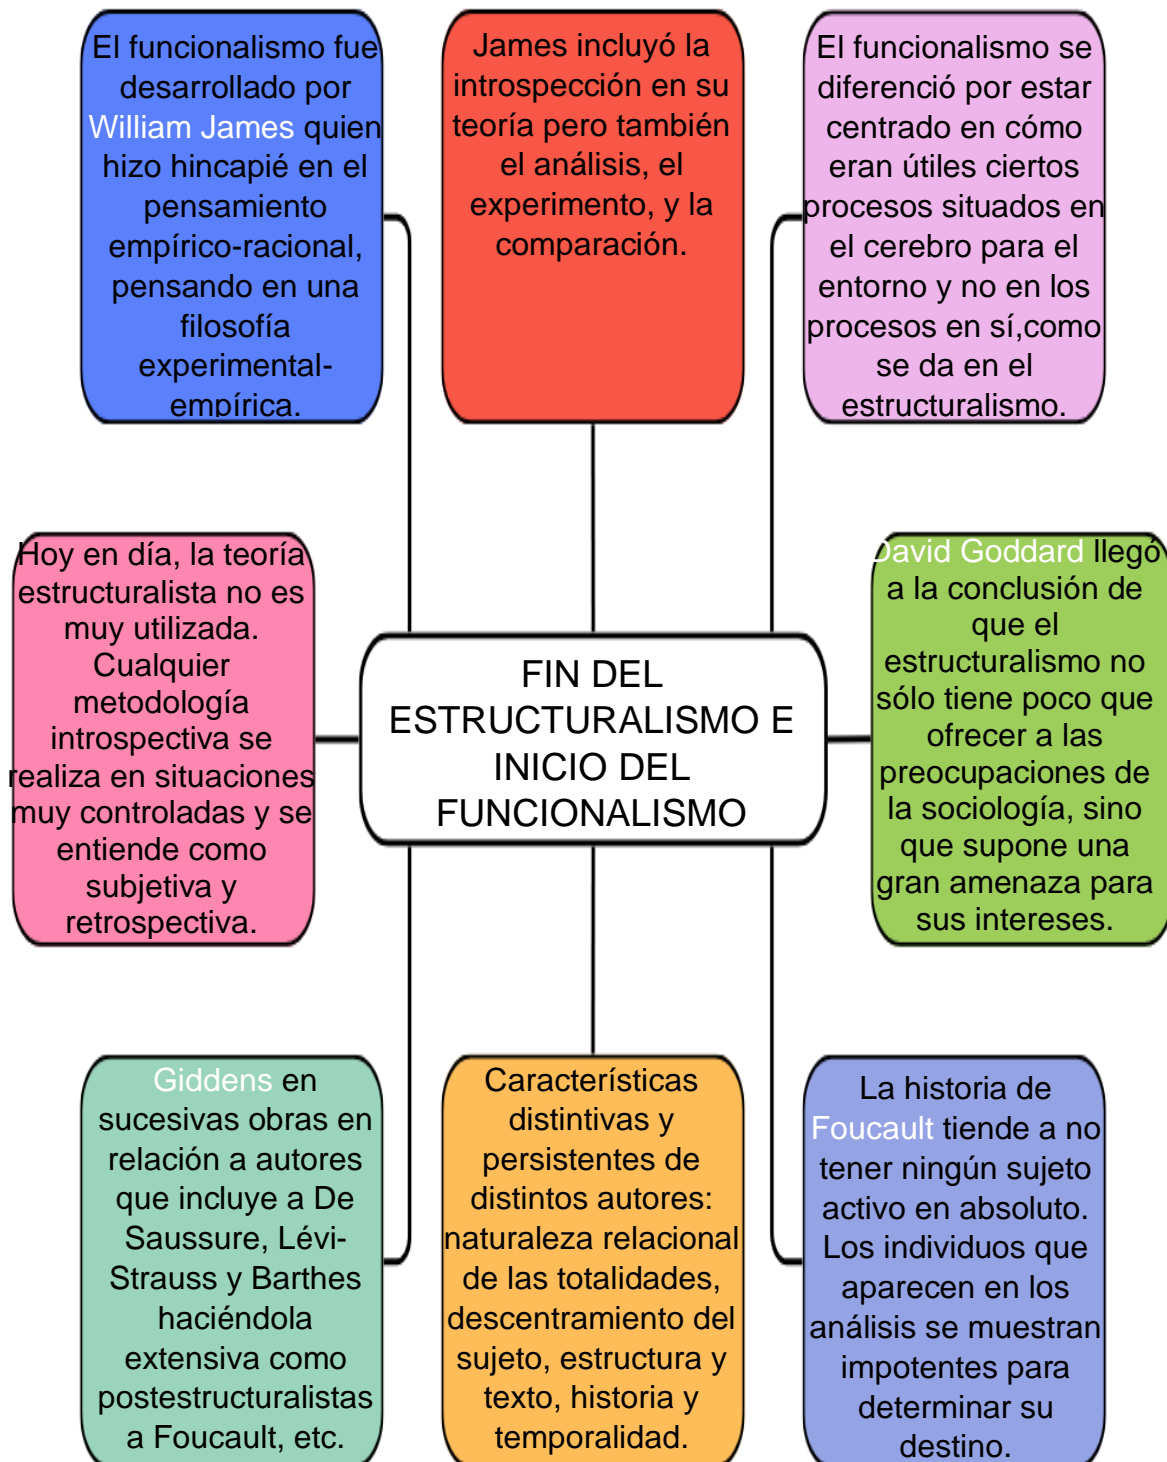 El funcionalismo fue
desarrollado por
William James quien
hizo hincapié en el
pensamiento
empírico-racional,
pensando en una
filosofía
experimental-
empírica.
James incluyó la
introspección en su
teoría pero también
el análisis, el
experimento, y la
comparación.
El funcionalismo se
diferenció por estar
centrado en cómo
eran útiles ciertos
procesos situados en
el cerebro para el
entorno y no en los
procesos en sí,como
se da en el
estructuralismo.
Hoy en día, la teoría
estructuralista no es
muy utilizada.
Cualquier
metodología
introspectiva se
realiza en situaciones
muy controladas y se
entiende como
subjetiva y
retrospectiva.
FIN DEL
ESTRUCTURALISMO E
INICIO DEL
FUNCIONALISMO
David Goddard llegó
a la conclusión de
que el
estructuralismo no
sólo tiene poco que
ofrecer a las
preocupaciones de
la sociología, sino
que supone una
gran amenaza para
sus intereses.
Giddens en
sucesivas obras en
relación a autores
que incluye a De
Saussure, Lévi-
Strauss y Barthes
haciéndola
extensiva como
postestructuralistas
a Foucault, etc.
Características
distintivas y
persistentes de
distintos autores:
naturaleza relacional
de las totalidades,
descentramiento del
sujeto, estructura y
texto, historia y
temporalidad.
La historia de
Foucault tiende a no
tener ningún sujeto
activo en absoluto.
Los individuos que
aparecen en los
análisis se muestran
impotentes para
determinar su
destino.